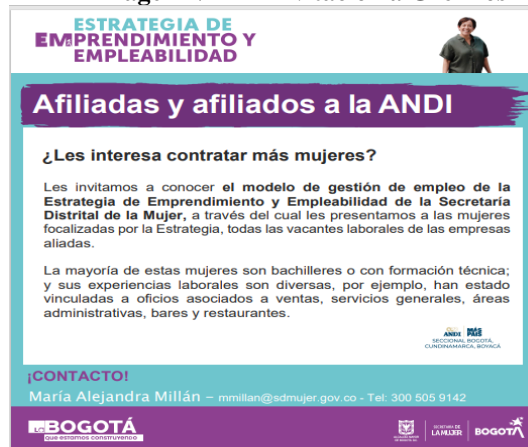 ESTRATEGIA DE
EMPRENDIMIENTO Y
EMPLEABILIDAD
Afiliadas y afiliados a la ANDI
¿Les interesa contratar más mujeres?
Les invitamos a conocer el modelo de gestión de empleo de la
Estrategia de Emprendimiento y Empleabilidad de la Secretaría
Distrital de la Mujer, a través del cual les presentamos a las mujeres
focalizadas por la Estrategia, todas las vacantes laborales de las empresas
aliadas.
La mayoría de estas mujeres son bachilleres o con formación técnica;
y sus experiencias laborales son diversas, por ejemplo, han estado
vinculadas a oficios asociados a ventas, servicios generales, áreas
administrativas, bares y restaurantes.
ANDI MÁS PAÍS
SECCIONAL BOGOTÁ,
CUNDINAMARCA, BOYACÁ
¡CONTACTO!
María Alejandra Millán – mmillan@sdmujer.gov.co - Tel: 300 505 9142
LA BOGOTÁ
que estamos construyendo
SECRETARÍA DE
LA MUJER
BOGOTÁ